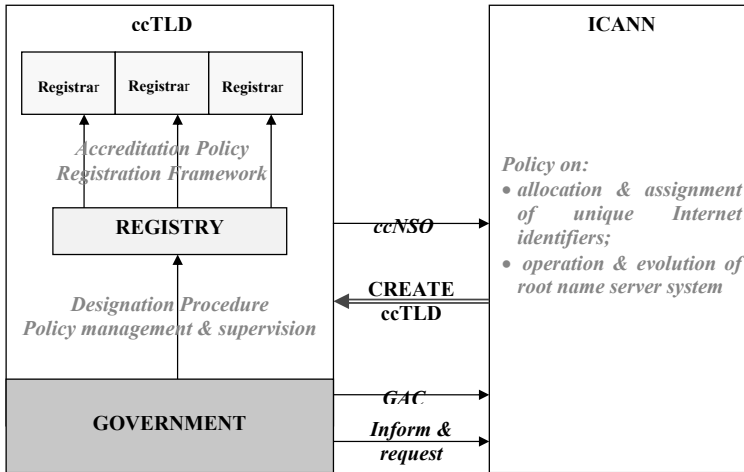 ccTLD
Registrar Registrar Registrar
Accreditation Policy
Registration Framework
REGISTRY
Designation Procedure
Policy management & supervision
GOVERNMENT
ccNSO
CREATE
ccTLD
GAC
Inform &
request
ICANN
Policy on:
• allocation & assignment
of unique Internet
identifiers;
• operation & evolution of
root name server system